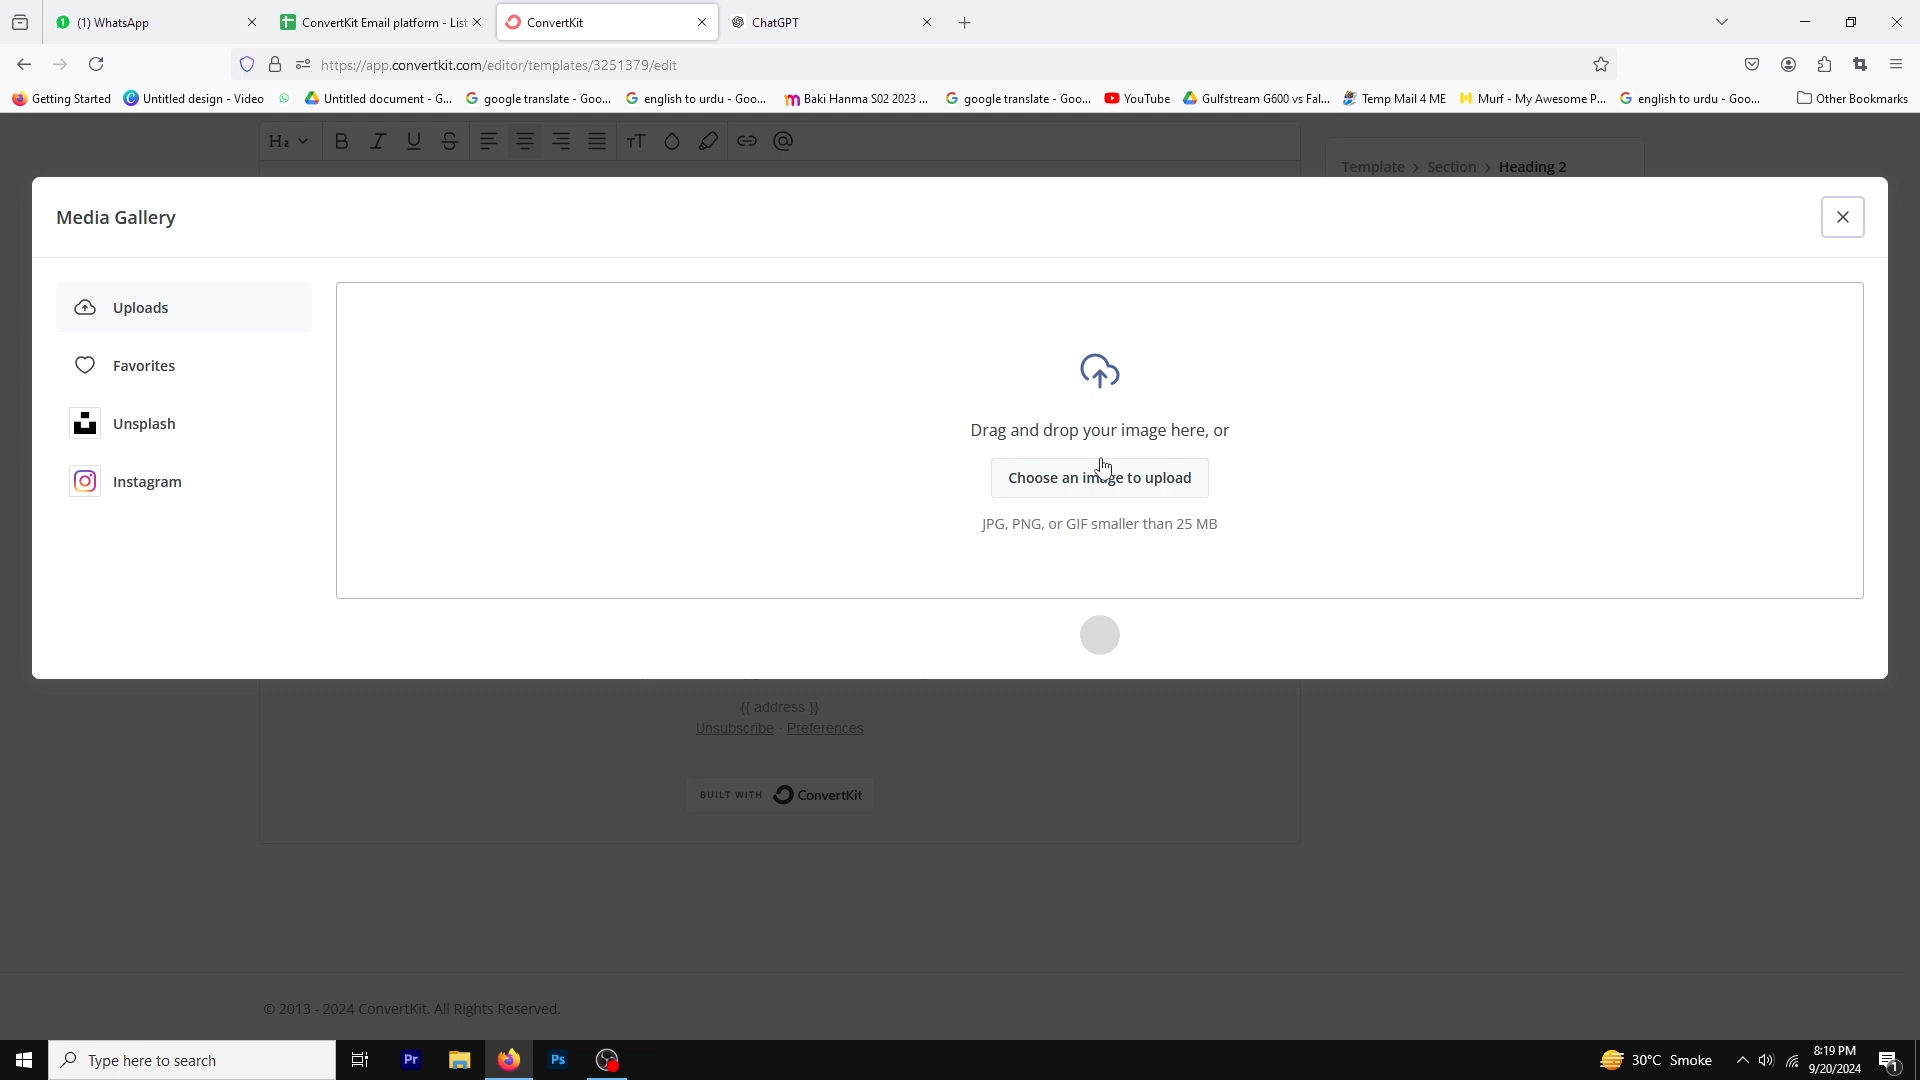 (1) WhatsApp
ConvertKit Email platform - List
ConvertKit
ChatGPT
https://app.convertkit.com/editor/templates/3251379/edit
Getting Started
Untitled design - Video
Untitled document - G...
google translate - Goo...
english to urdu - Goo...
Baki Hanma S02 2023 ...
google translate - Goo...
YouTube
Gulfstream G600 vs Fal...
Temp Mail 4 ME
Murf - My Awesome P...
english to urdu - Goo...
Other Bookmarks
H₂ B I U S TT
Template > Section > Heading 2
Media Gallery
Uploads
Favorites
Unsplash
Instagram
Drag and drop your image here, or
Choose an image to upload
JPG, PNG, or GIF smaller than 25 MB
{{ address }}
Unsubscribe · Preferences
BUILT WITH ConvertKit
© 2013 - 2024 ConvertKit. All Rights Reserved.
Type here to search
Pr
Ps
30°C Smoke
8:19 PM
9/20/2024
1